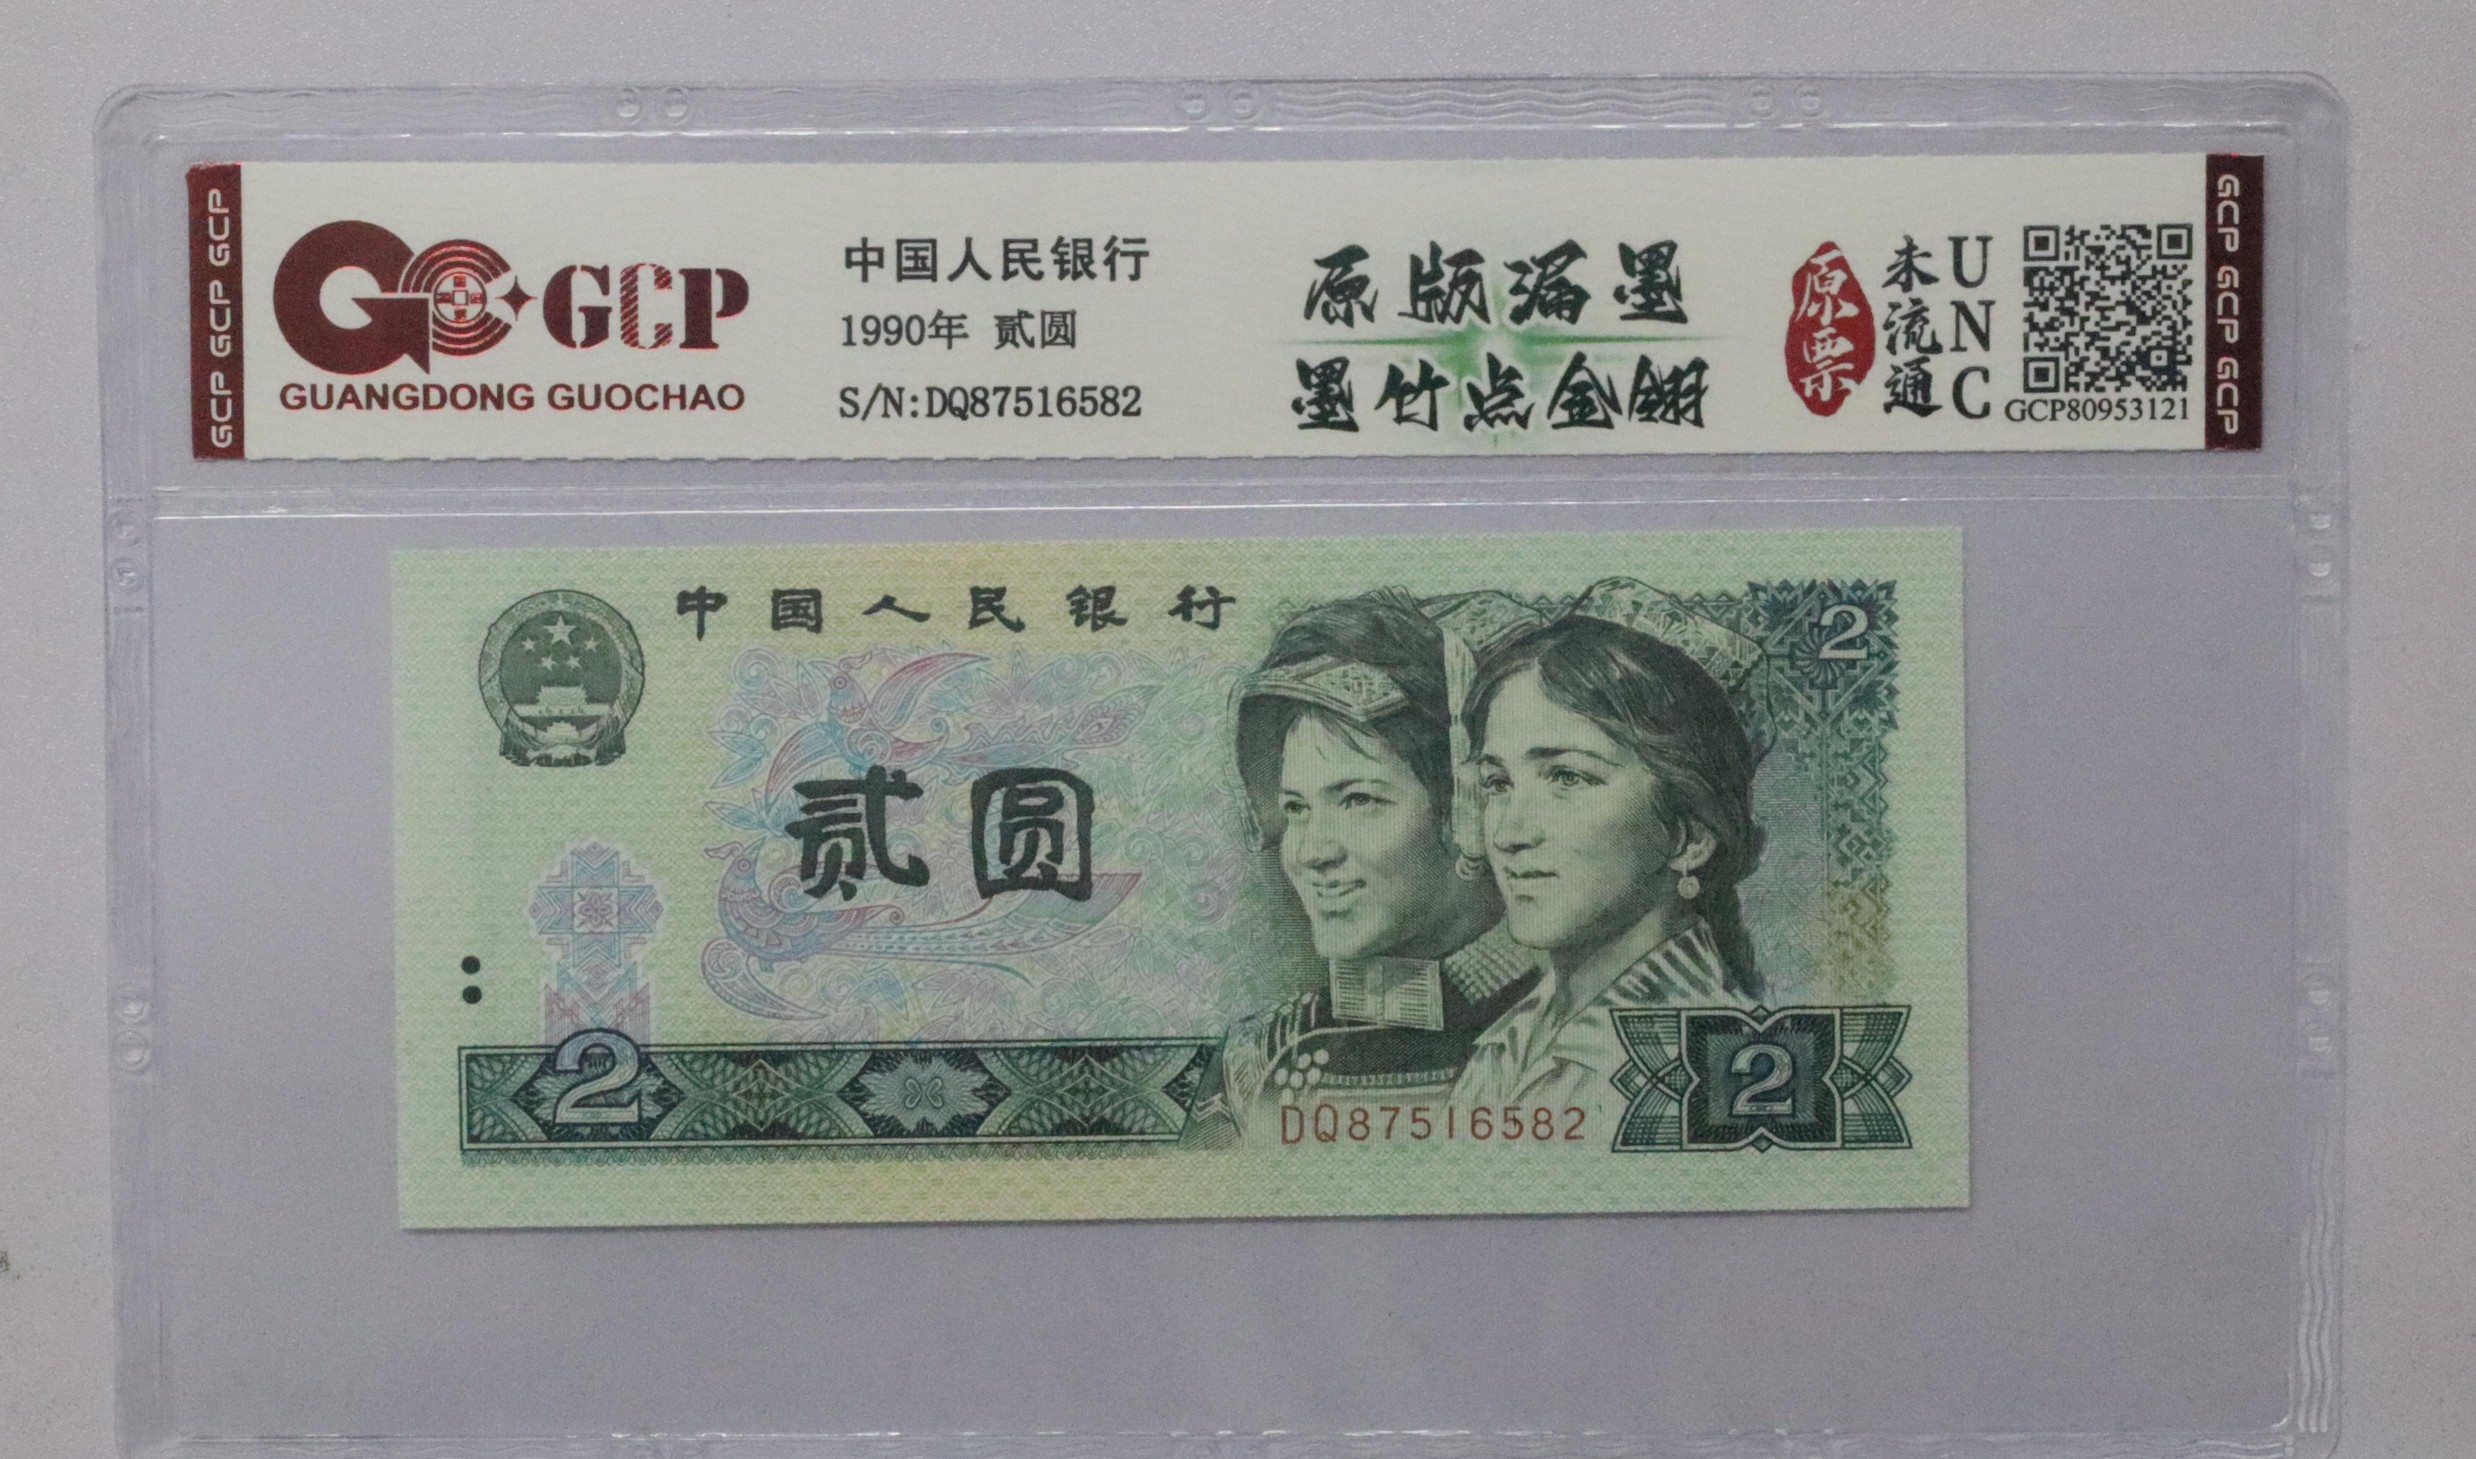 GCP GCP GCP
GCP
GUANGDONG GUOCHAO
中国人民银行
1990年 贰圆
S/N:DQ87516582
原版漏墨
墨竹点金翅
原票
未流通
UNC
GCP80953121
GCP GCP GCP
中国人民银行
2
贰圆
2
DQ87516582
2